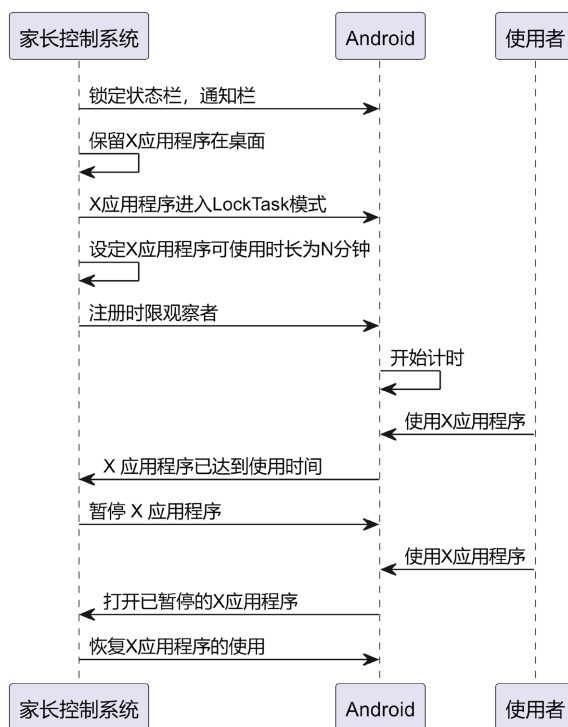 家长控制系统
Android
使用者
锁定状态栏，通知栏
保留X应用程序在桌面
X应用程序进入LockTask模式
设定X应用程序可使用时长为N分钟
注册时限观察者
开始计时
使用X应用程序
X 应用程序已达到使用时间
暂停 X 应用程序
使用X应用程序
打开已暂停的X应用程序
恢复X应用程序的使用
家长控制系统
Android
使用者